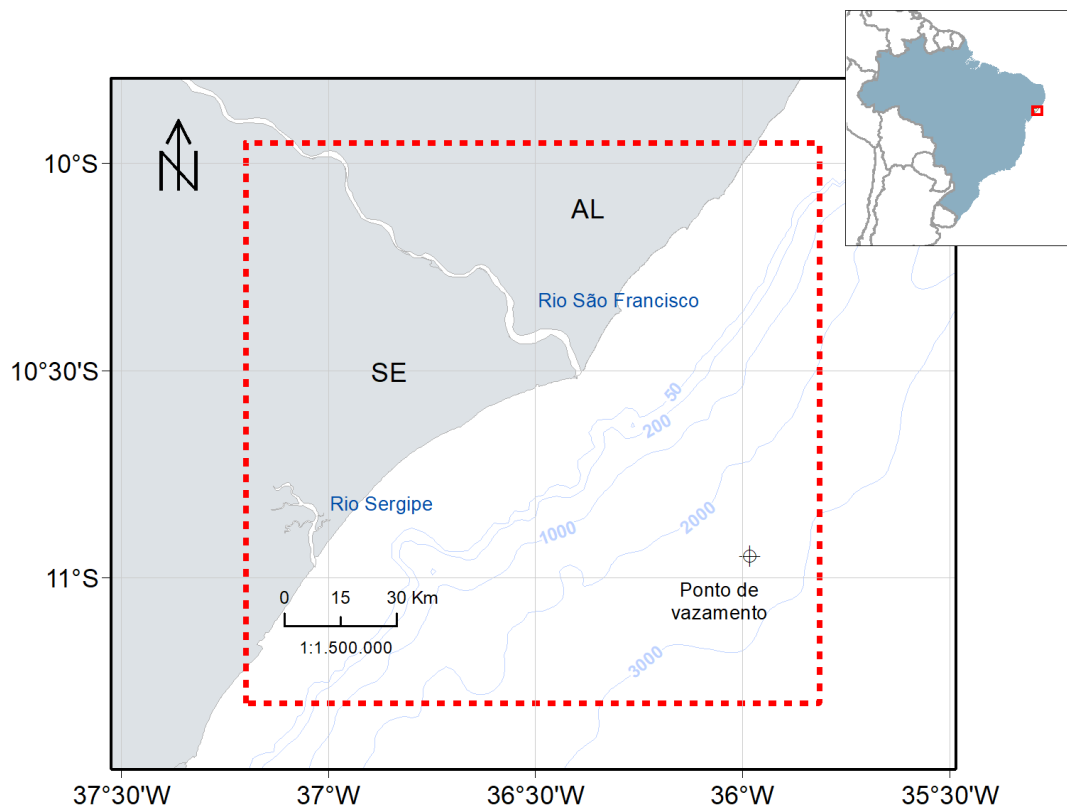 10°S
N
AL
Rio São Francisco
10°30'S
SE
50
200
Rio Sergipe
1000
2000
11°S
0 15 30 Km
Ponto de
vazamento
1:1.500.000
3000
37°30'W 37°W 36°30'W 36°W 35°30'W